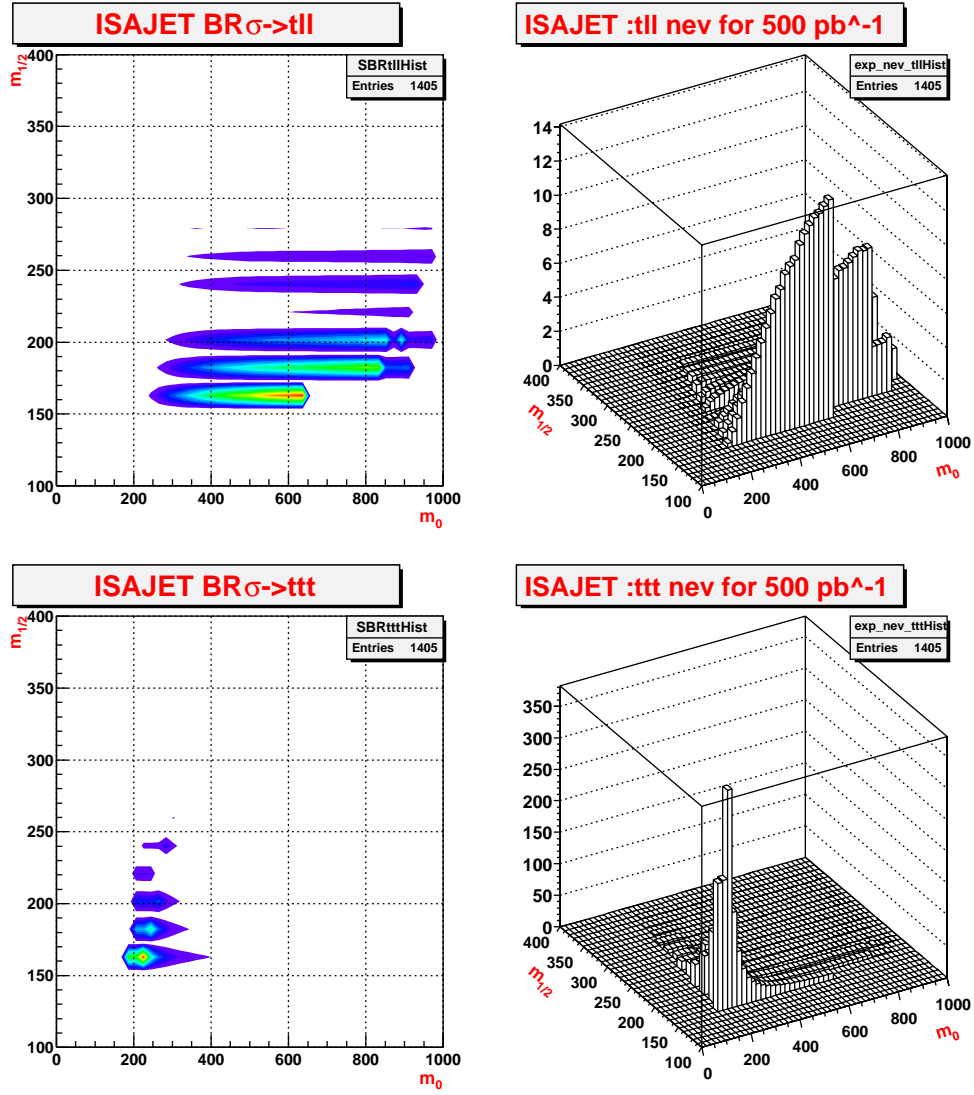 ISAJET BRσ->tll
m1/2
SBRtllHist
Entries 1405
400
350
300
250
200
150
100
0 200 400 600 800 1000
m0
ISAJET :tll nev for 500 pb^-1
exp_nev_tllHist
Entries 1405
14
12
10
8
6
4
2
0
400
350
300
250
200
150
100
m1/2
0 200 400 600 800 1000
m0
ISAJET BRσ->ttt
m1/2
SBRtttHist
Entries 1405
400
350
300
250
200
150
100
0 200 400 600 800 1000
m0
ISAJET :ttt nev for 500 pb^-1
exp_nev_tttHist
Entries 1405
350
300
250
200
150
100
50
0
400
350
300
250
200
150
100
m1/2
0 200 400 600 800 1000
m0